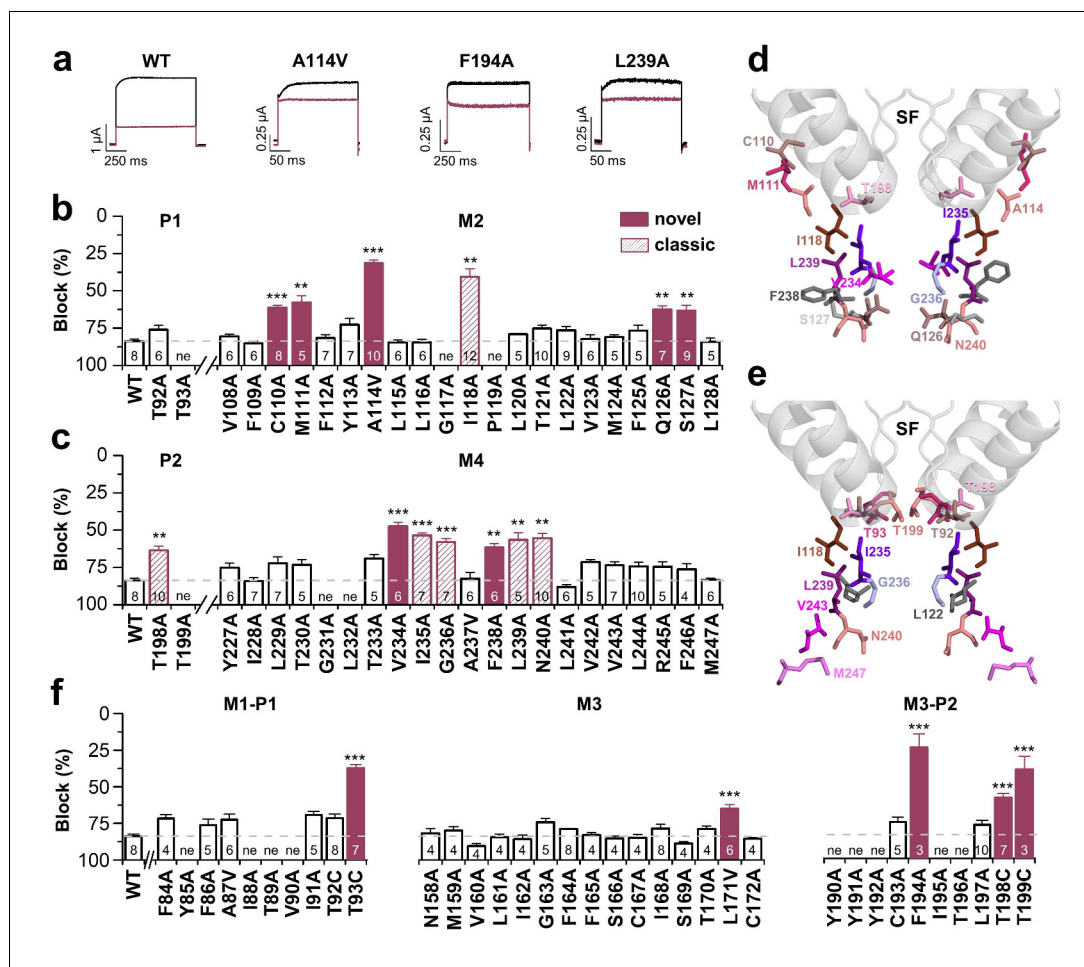 a
WT
A114V
F194A
L239A
1 µA
250 ms
0.25 µA
50 ms
0.25 µA
250 ms
0.25 µA
50 ms
b
P1
M2
novel
classic
Block (%)
0
25
50
75
100
*** ** *** ** ** **
8 6 ne 6 6 8 5 7 7 10 6 6 ne 12 ne 5 10 9 6 5 5 7 9 5
WT T92A T93A V108A F109A C110A M111A F112A Y113A A114V L115A L116A G117A I118A P119A L120A T121A L122A V123A M124A F125A Q126A S127A L128A
c
P2
M4
Block (%)
0
25
50
75
100
** *** *** *** ** ** **
8 10 ne 6 7 7 5 ne ne 5 6 7 7 5 6 5 10 7 5 7 10 5 4 6
WT T198A T199A Y227A I228A L229A T230A G231A L232A T233A V234A I235A G236A A237V F238A L239A N240A L241A V242A V243A L244A R245A F246A M247A
d
SF
C110
M111
T198
A114
I235
I118
L239
V234
F238
G236
S127
Q126
N240
e
SF
T198
T93
T199
T92
I118
I235
L239
G236
V243
L122
N240
M247
f
M1-P1
M3
M3-P2
Block (%)
0
25
50
75
100
*** *** *** *** ***
8 4 ne 5 6 ne ne ne 5 8 7
4 4 4 4 4 5 8 4 5 4 8 4 4 6 4
ne ne ne 5 3 ne ne 10 7 3
WT F84A Y85A F86A A87V I88A T89A V90A I91A T92C T93C
N158A M159A V160A L161A I162A G163A F164A F165A S166A C167A I168A S169A T170A L171V C172A
Y190A Y191A Y192A C193A F194A I195A T196A L197A T198C T199C